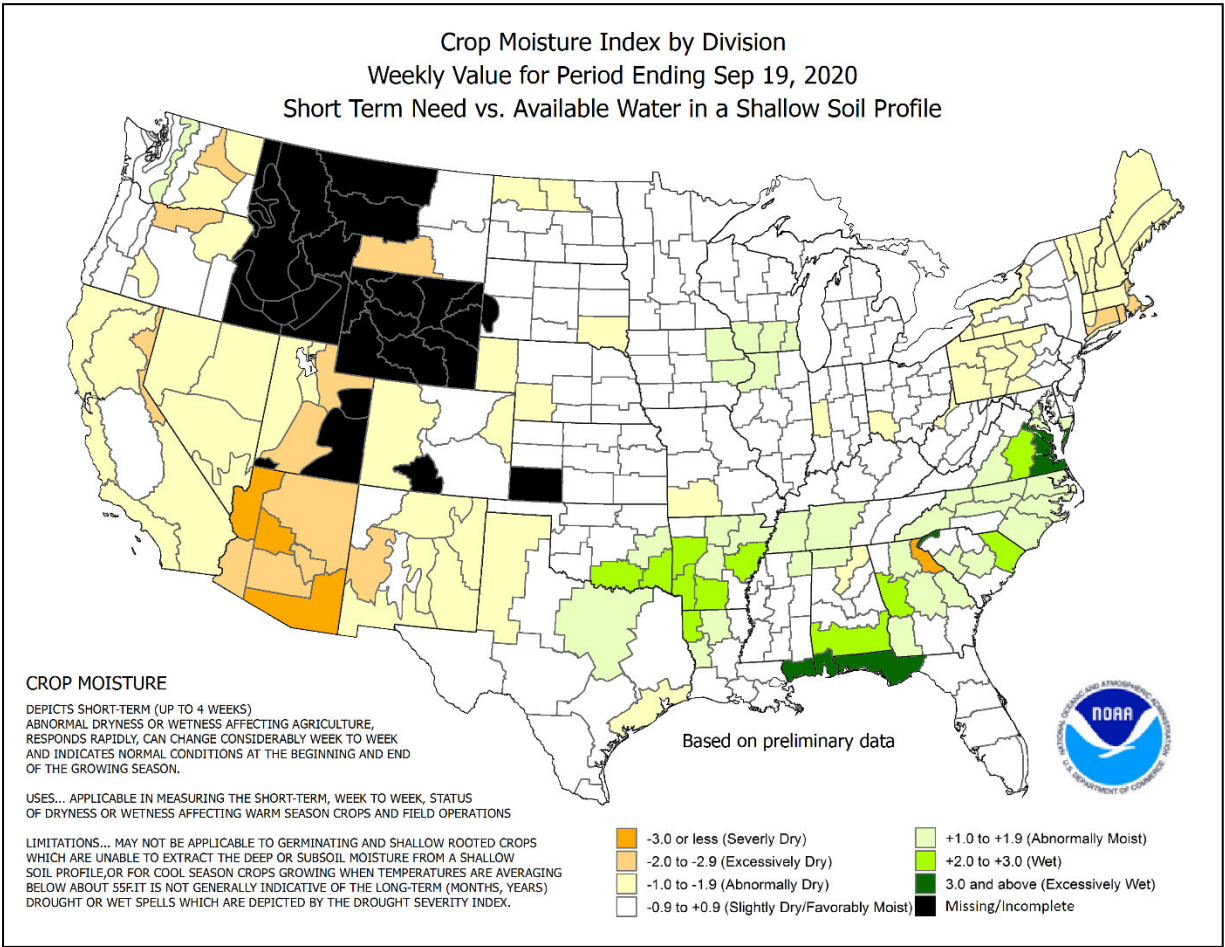 Crop Moisture Index by Division
Weekly Value for Period Ending Sep 19, 2020
Short Term Need vs. Available Water in a Shallow Soil Profile
CROP MOISTURE
DEPICTS SHORT-TERM (UP TO 4 WEEKS)
ABNORMAL DRYNESS OR WETNESS AFFECTING AGRICULTURE,
RESPONDS RAPIDLY, CAN CHANGE CONSIDERABLY WEEK TO WEEK
AND INDICATES NORMAL CONDITIONS AT THE BEGINNING AND END
OF THE GROWING SEASON.
USES... APPLICABLE IN MEASURING THE SHORT-TERM, WEEK TO WEEK, STATUS
OF DRYNESS OR WETNESS AFFECTING WARM SEASON CROPS AND FIELD OPERATIONS
LIMITATIONS... MAY NOT BE APPLICABLE TO GERMINATING AND SHALLOW ROOTED CROPS
WHICH ARE UNABLE TO EXTRACT THE DEEP OR SUBSOIL MOISTURE FROM A SHALLOW
SOIL PROFILE,OR FOR COOL SEASON CROPS GROWING WHEN TEMPERATURES ARE AVERAGING
BELOW ABOUT 55F.IT IS NOT GENERALLY INDICATIVE OF THE LONG-TERM (MONTHS, YEARS)
DROUGHT OR WET SPELLS WHICH ARE DEPICTED BY THE DROUGHT SEVERITY INDEX.
Based on preliminary data
NATIONAL OCEANIC AND ATMOSPHERIC ADMINISTRATION
NOAA
U.S. DEPARTMENT OF COMMERCE
-3.0 or less (Severly Dry)
-2.0 to -2.9 (Excessively Dry)
-1.0 to -1.9 (Abnormally Dry)
-0.9 to +0.9 (Slightly Dry/Favorably Moist)
+1.0 to +1.9 (Abnormally Moist)
+2.0 to +3.0 (Wet)
3.0 and above (Excessively Wet)
Missing/Incomplete